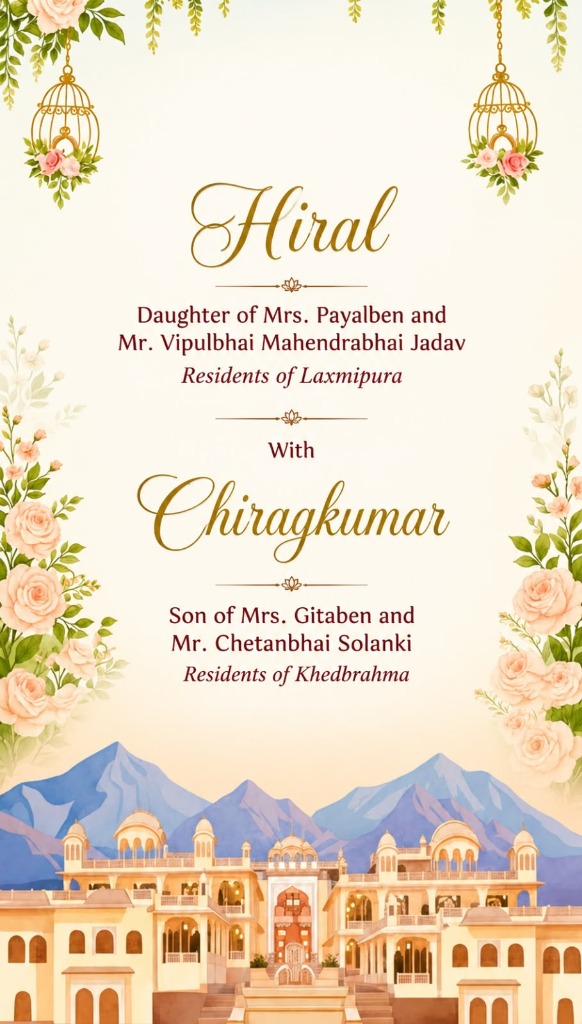 Hiral
Daughter of Mrs. Payalben and
Mr. Vipulbhai Mahendrabhai Jadav
Residents of Laxmipura
With
Chiragkumar
Son of Mrs. Gitaben and
Mr. Chetanbhai Solanki
Residents of Khedbrahma